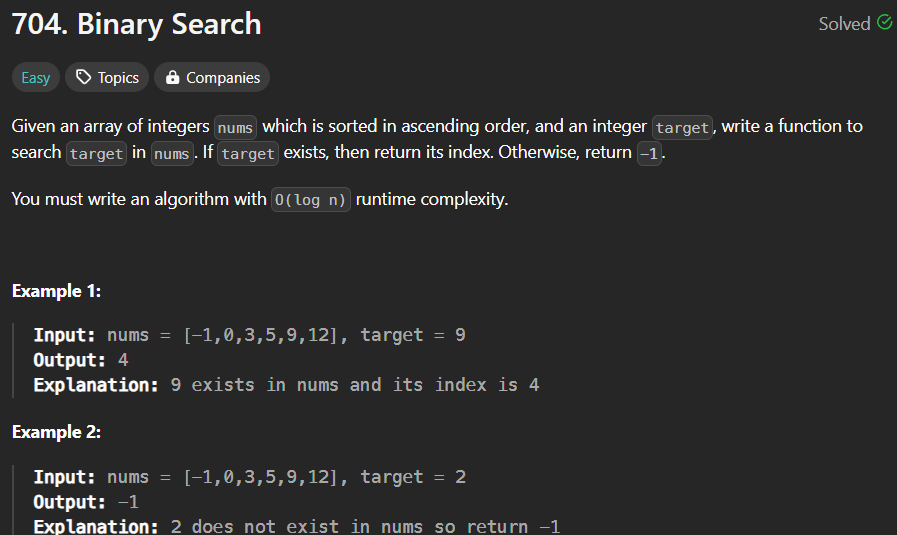 704. Binary Search
Solved
Easy
Topics
Companies
Given an array of integers nums which is sorted in ascending order, and an integer target, write a function to
search target in nums. If target exists, then return its index. Otherwise, return -1.
You must write an algorithm with O(log n) runtime complexity.
Example 1:
Input: nums = [-1,0,3,5,9,12], target = 9
Output: 4
Explanation: 9 exists in nums and its index is 4
Example 2:
Input: nums = [-1,0,3,5,9,12], target = 2
Output: -1
Explanation: 2 does not exist in nums so return -1